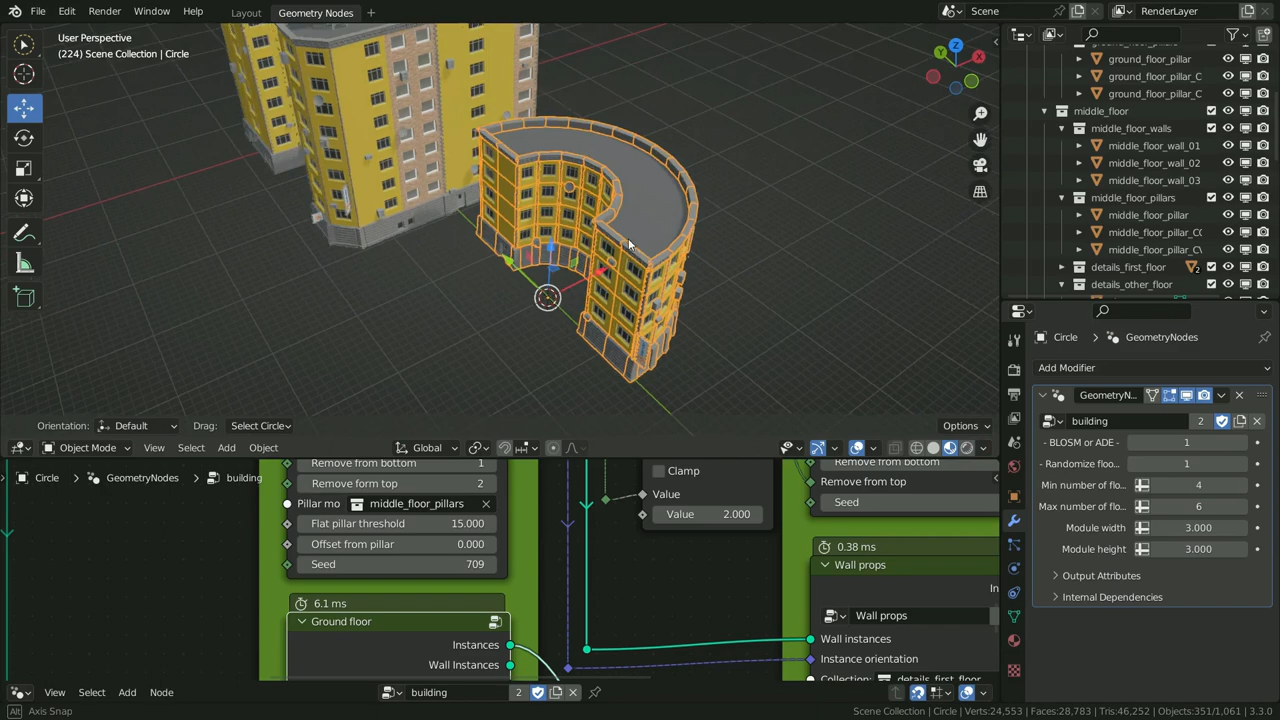 File Edit Render Window Help Layout Geometry Nodes + Scene RenderLayer
User Perspective
(224) Scene Collection | Circle
ground_floor_pillars
ground_floor_pillar
ground_floor_pillar_C
ground_floor_pillar_C
middle_floor
middle_floor_walls
middle_floor_wall_01
middle_floor_wall_02
middle_floor_wall_03
middle_floor_pillars
middle_floor_pillar
middle_floor_pillar_C
middle_floor_pillar_C
details_first_floor 2
details_other_floor
Circle GeometryNodes
Add Modifier
GeometryN...
building 2
- BLOSM or ADE - 1
- Randomize floo... 1
Min number of flo... 4
Max number of flo... 6
Module width 3.000
Module height 3.000
Output Attributes
Internal Dependencies
Orientation: Default Drag: Select Circle Options
Object Mode View Select Add Object Global
Circle GeometryNodes building
Remove from bottom 1
Remove form top 2
Pillar mo middle_floor_pillars
Flat pillar threshold 15.000
Offset from pillar 0.000
Seed 709
6.1 ms
Ground floor
Instances
Wall Instances
Clamp
Value
Value 2.000
Remove from bottom
Remove from top
Seed
0.38 ms
Wall props
In
Wall props
Wall instances
Instance orientation
Collection: details_first_floor
View Select Add Node building 2
Alt Axis Snap
Scene Collection | Circle | Verts:24,553 | Faces:28,783 | Tris:46,252 | Objects:351/1,061 | 3.3.0